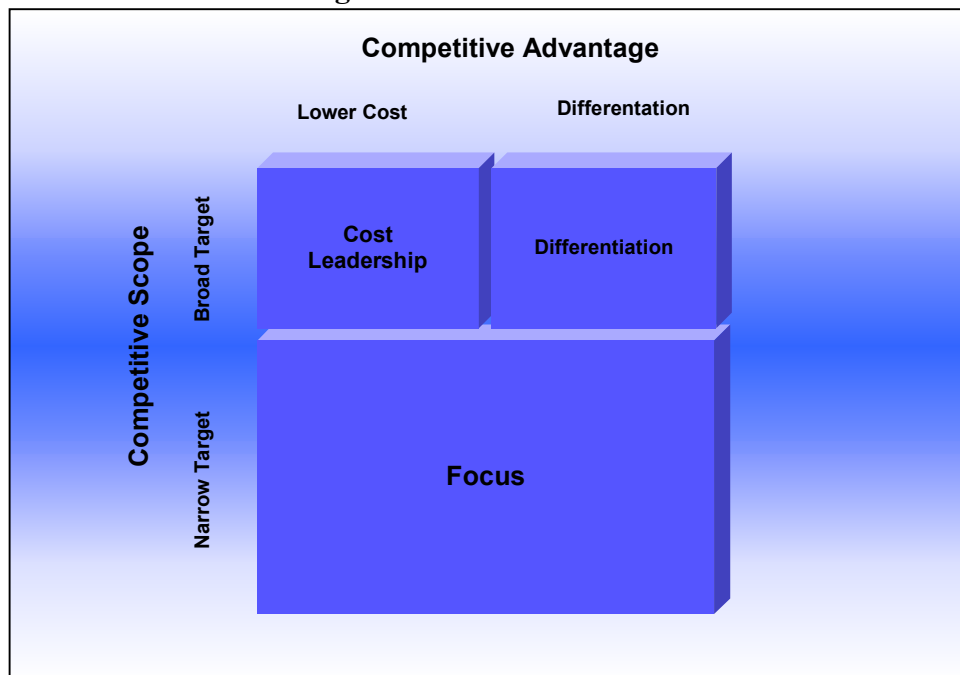 Competitive Advantage
Lower Cost
Differentation
Competitive Scope
Broad Target
Cost
Leadership
Differentiation
Narrow Target
Focus